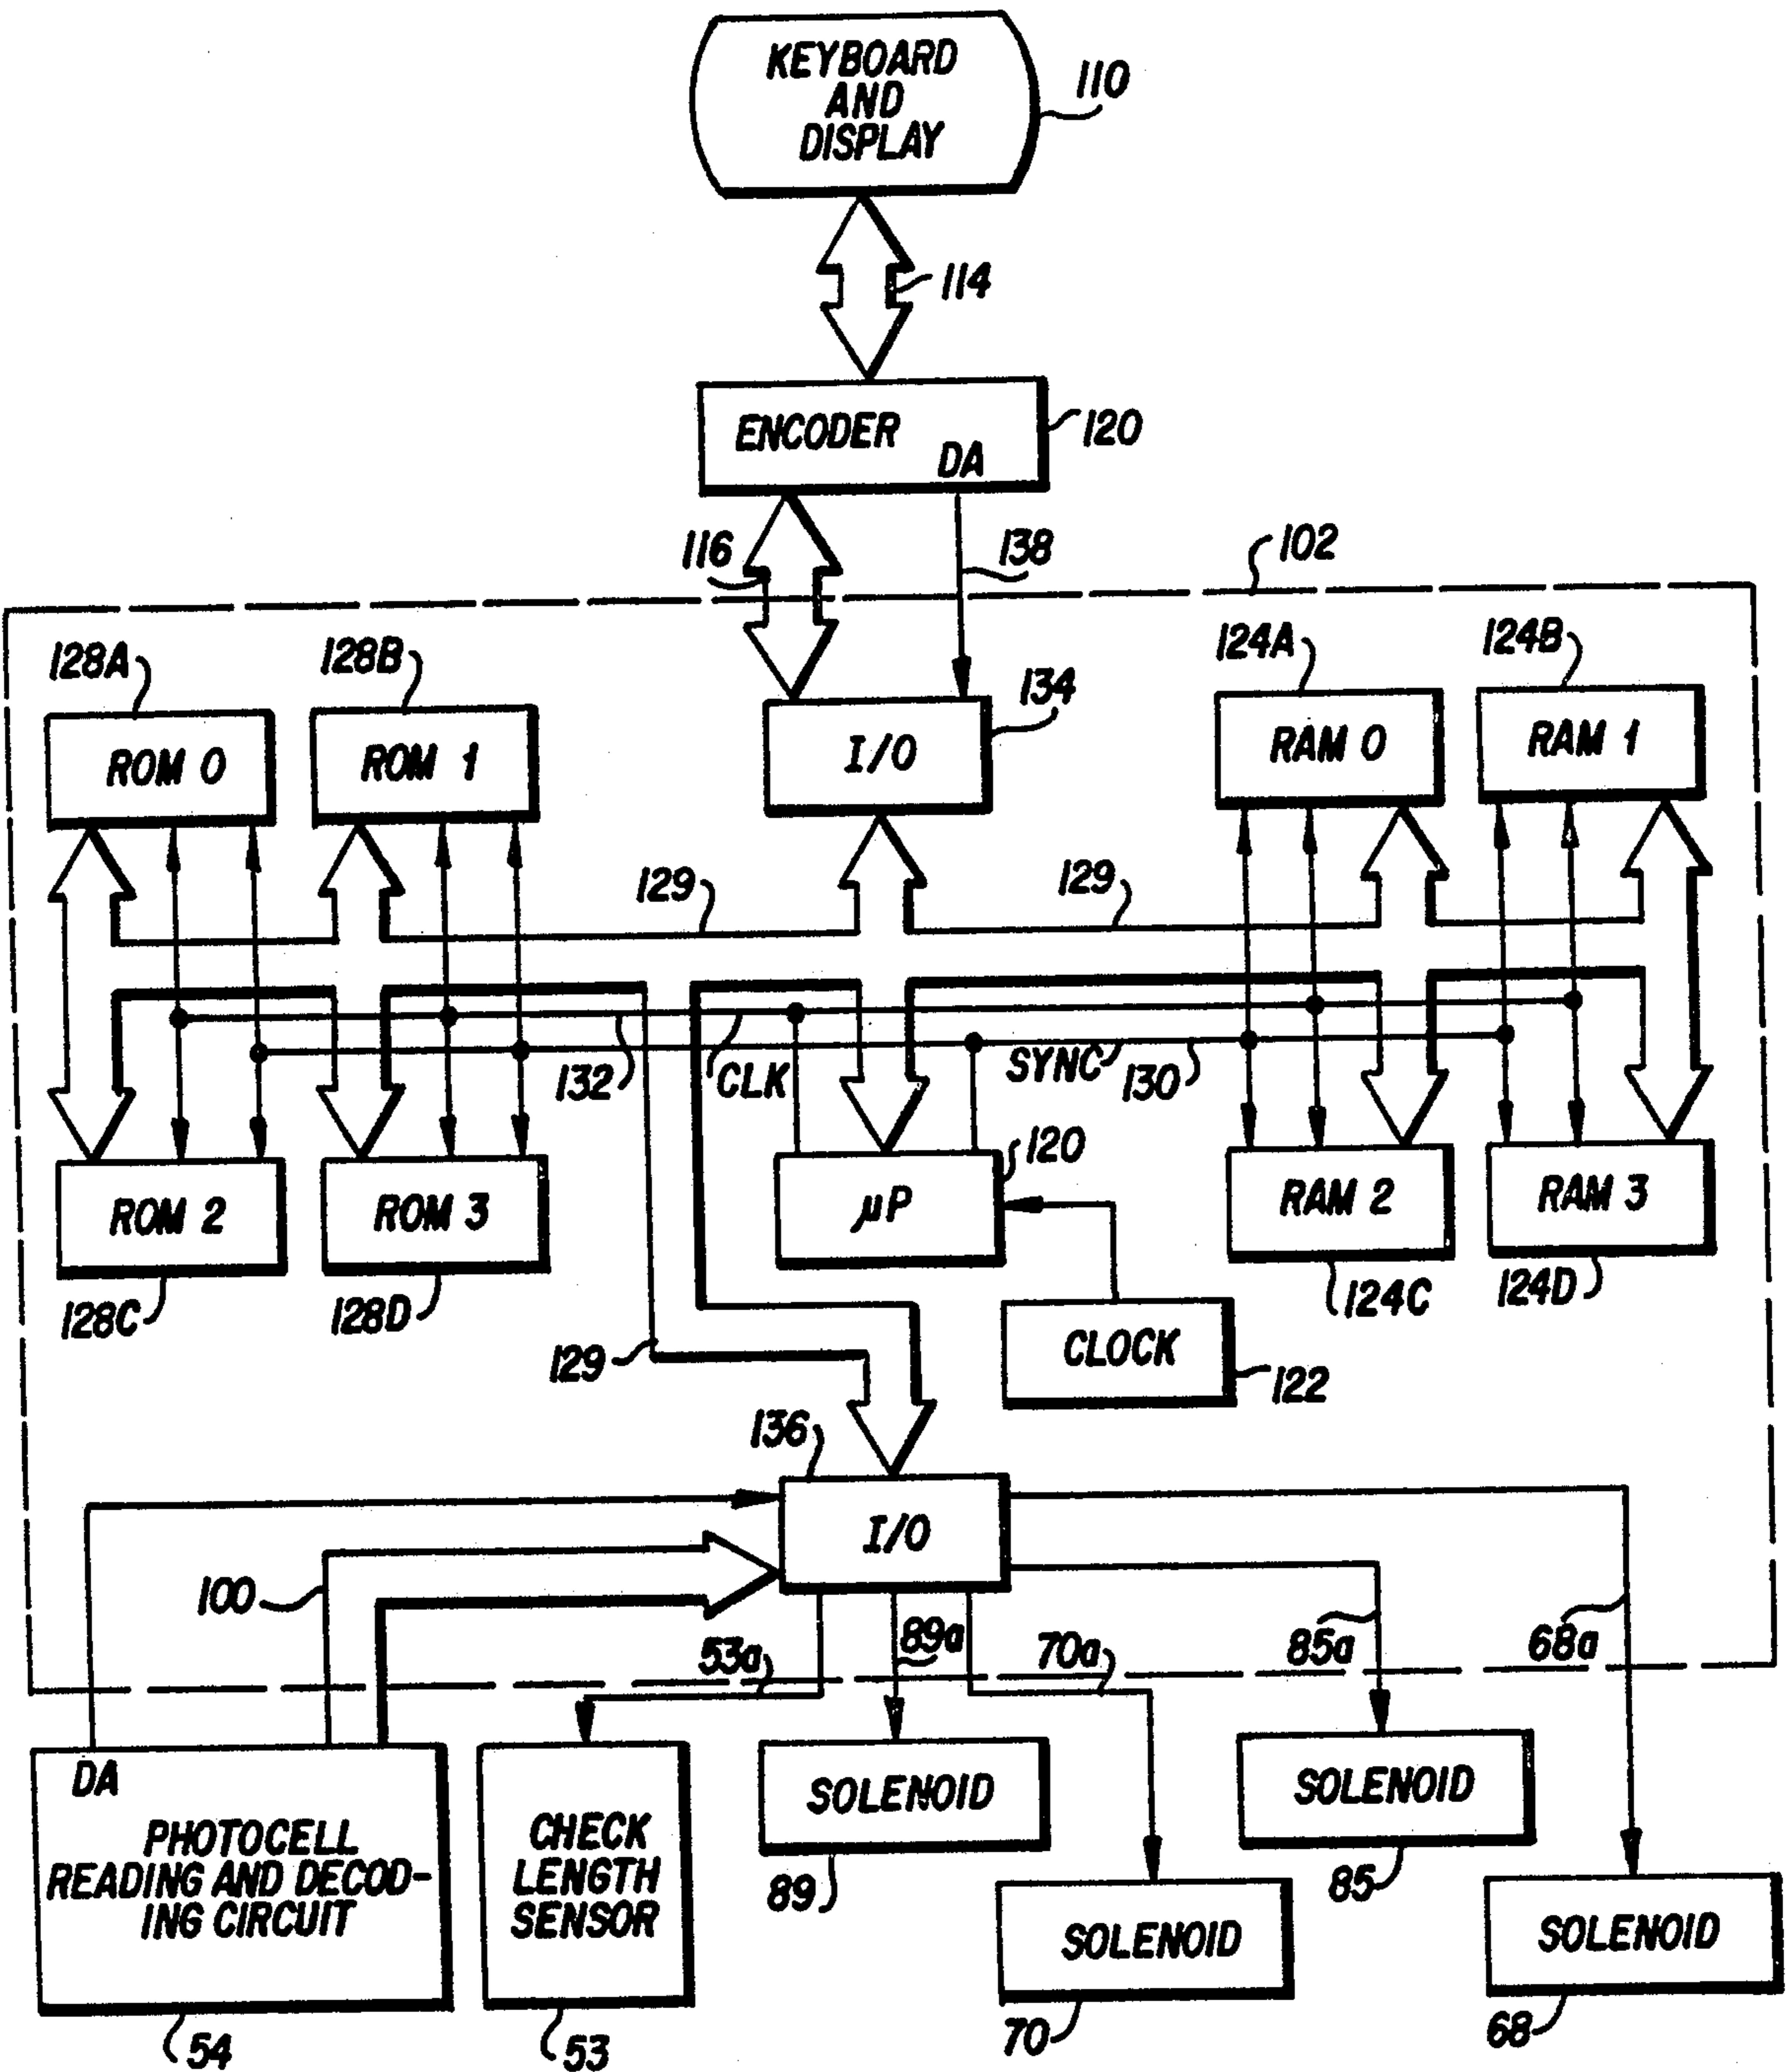 KEYBOARD
AND
DISPLAY
110
114
ENCODER
DA
120
116
138
102
128A
128B
134
124A
124B
ROM 0
ROM 1
I/O
RAM 0
RAM 1
129
129
132
CLK
SYNC
130
120
ROM 2
ROM 3
μP
RAM 2
RAM 3
128C
128D
124C
124D
129
CLOCK
122
136
I/O
100
53a
89a
70a
85a
68a
DA
PHOTOCELL
READING AND DECOD-
ING CIRCUIT
54
CHECK
LENGTH
SENSOR
53
SOLENOID
89
SOLENOID
70
SOLENOID
85
SOLENOID
68